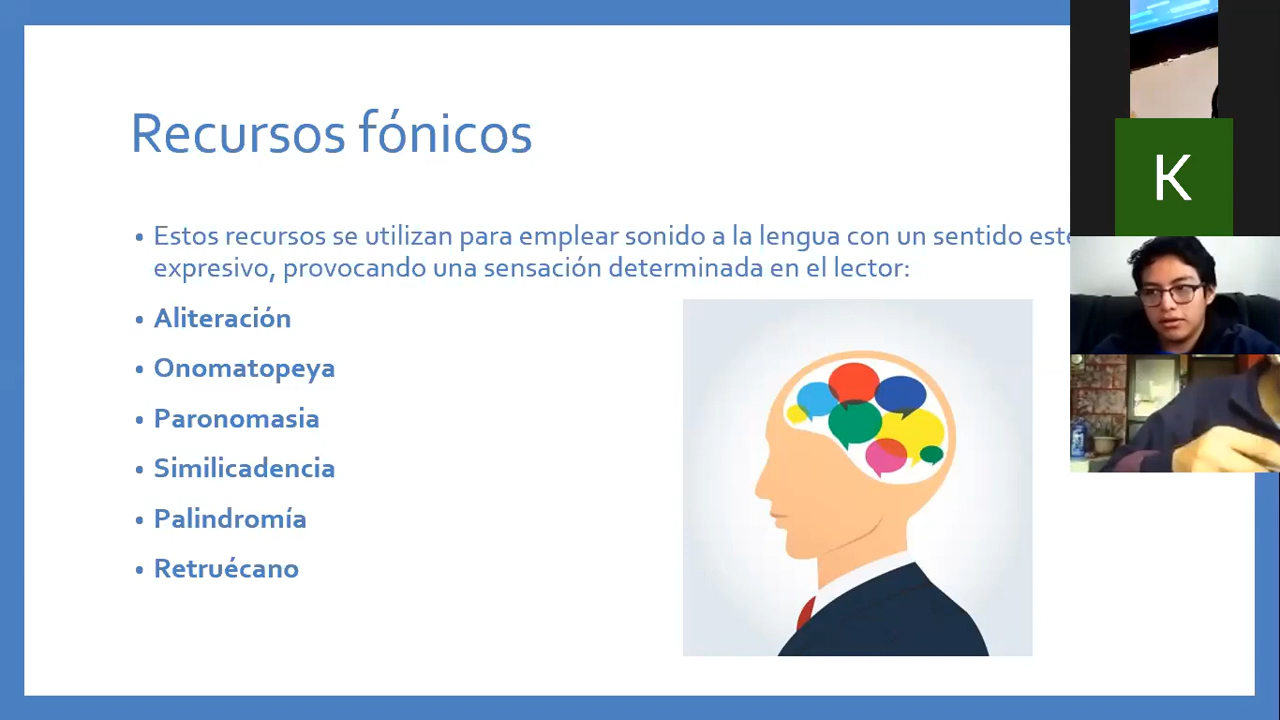 Recursos fónicos
• Estos recursos se utilizan para emplear sonido a la lengua con un sentido
expresivo, provocando una sensación determinada en el lector:
• Aliteración
• Onomatopeya
• Paronomasia
• Similicadencia
• Palindromía
• Retruécano
K